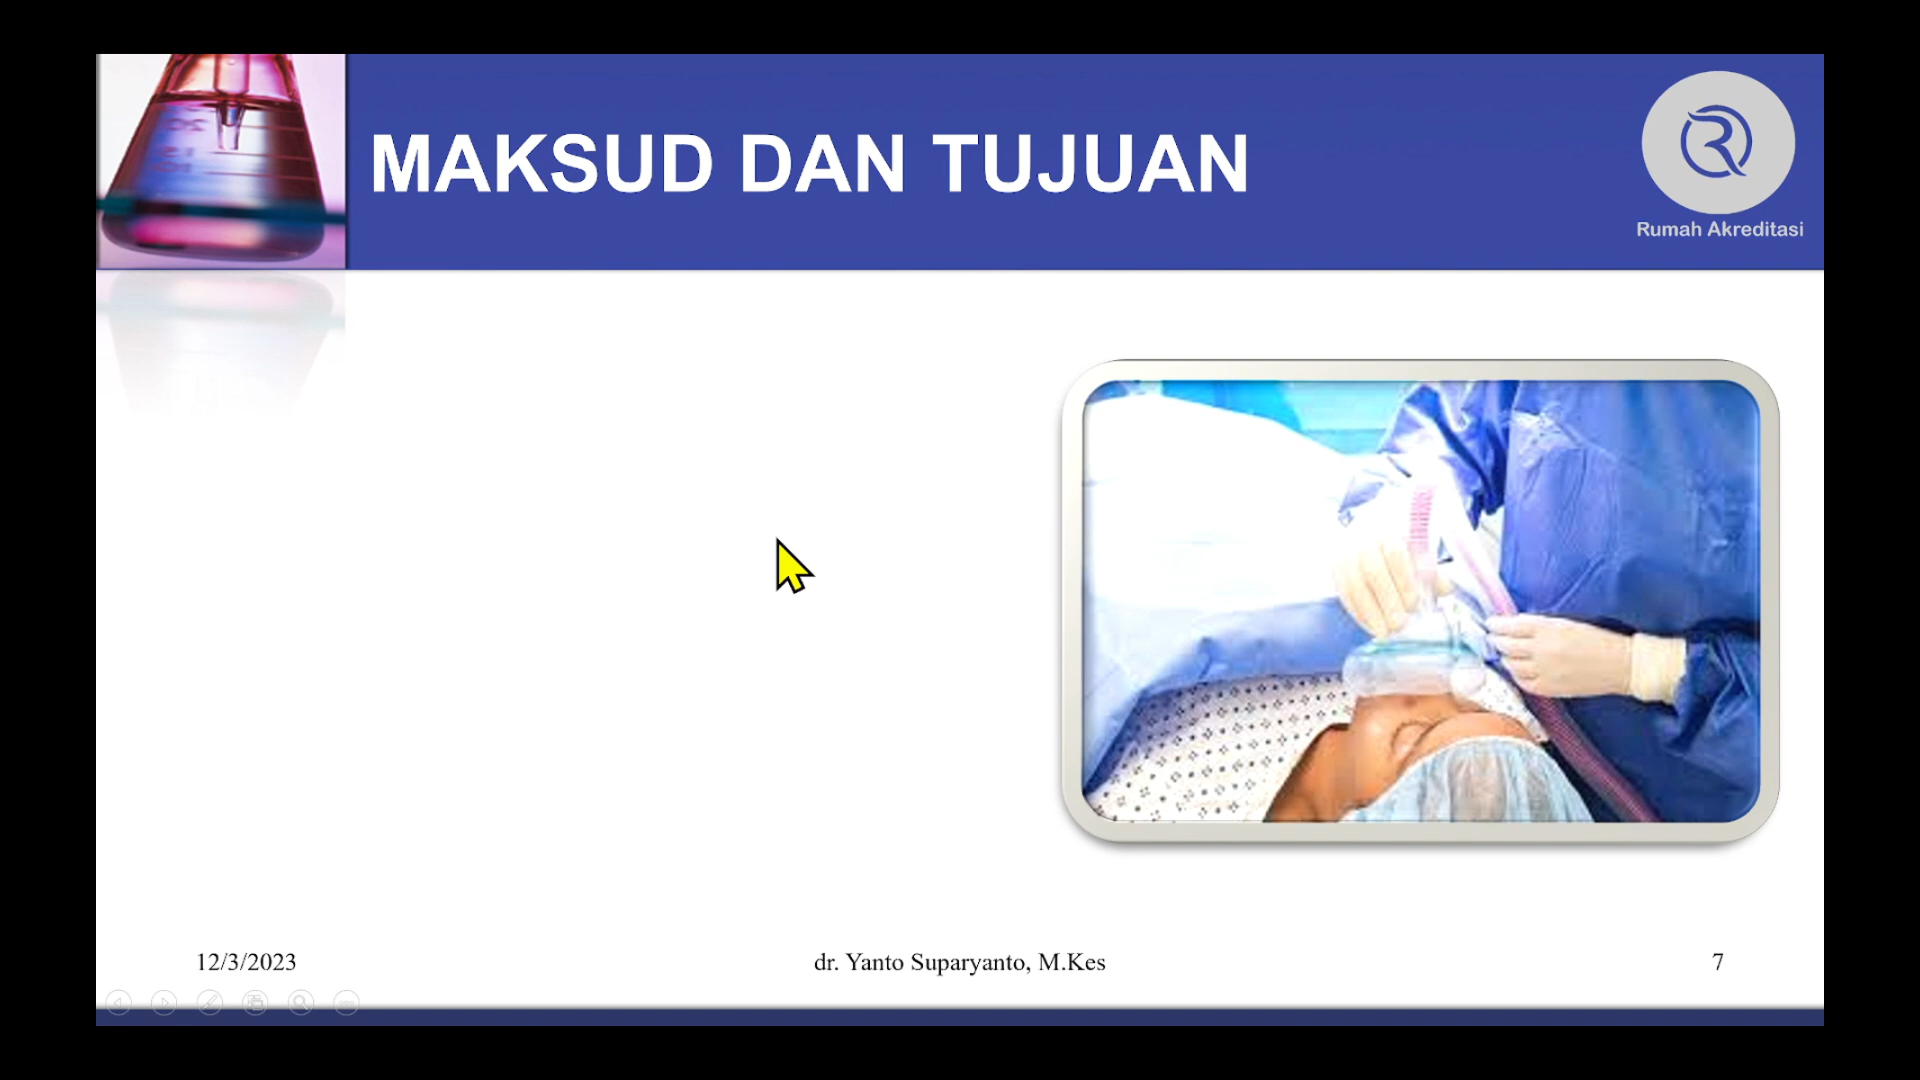 MAKSUD DAN TUJUAN
Rumah Akreditasi
12/3/2023
dr. Yanto Suparyanto, M.Kes
7